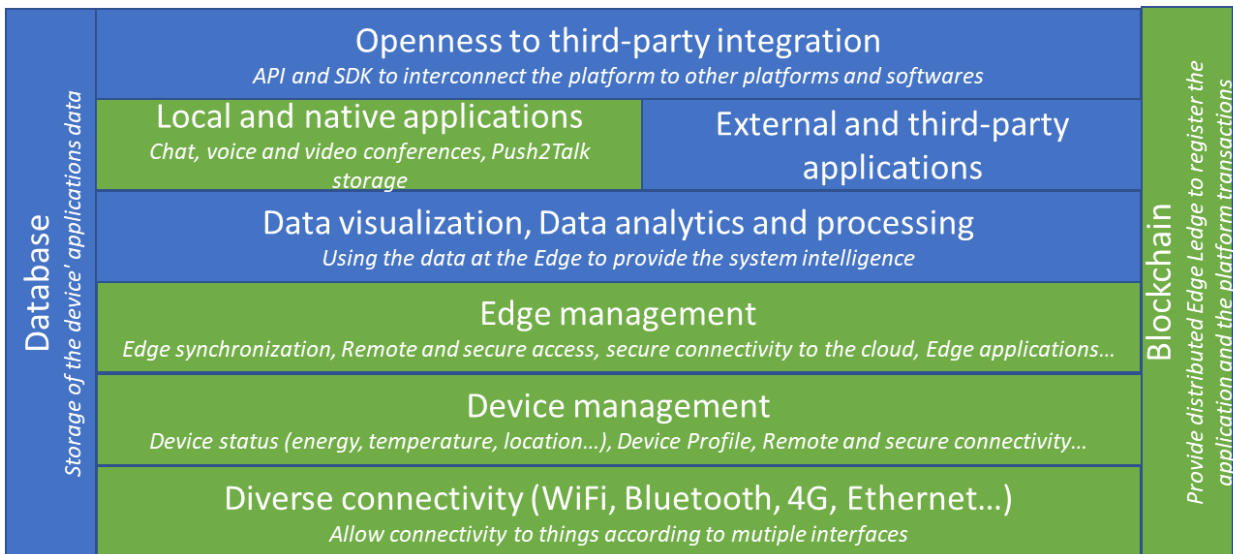 Database
Storage of the device' applications data
Openness to third-party integration
API and SDK to interconnect the platform to other platforms and softwares
Local and native applications
Chat, voice and video conferences, Push2Talk
storage
External and third-party
applications
Data visualization, Data analytics and processing
Using the data at the Edge to provide the system intelligence
Edge management
Edge synchronization, Remote and secure access, secure connectivity to the cloud, Edge applications…
Device management
Device status (energy, temperature, location…), Device Profile, Remote and secure connectivity…
Diverse connectivity (WiFi, Bluetooth, 4G, Ethernet…)
Allow connectivity to things according to mutiple interfaces
Blockchain
Provide distributed Edge Ledge to register the
application and the platform transactions